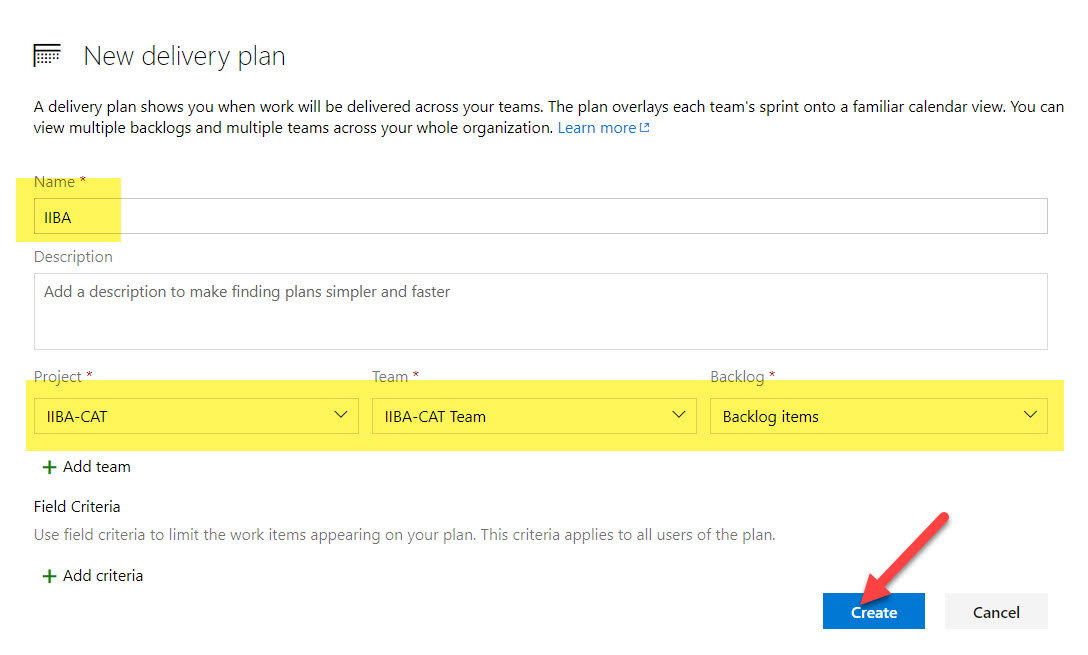 New delivery plan
A delivery plan shows you when work will be delivered across your teams. The plan overlays each team's sprint onto a familiar calendar view. You can
view multiple backlogs and multiple teams across your whole organization. Learn more
Name *
IIBA
Description
Add a description to make finding plans simpler and faster
Project * Team * Backlog *
IIBA-CAT IIBA-CAT Team Backlog items
+ Add team
Field Criteria
Use field criteria to limit the work items appearing on your plan. This criteria applies to all users of the plan.
+ Add criteria
Create Cancel